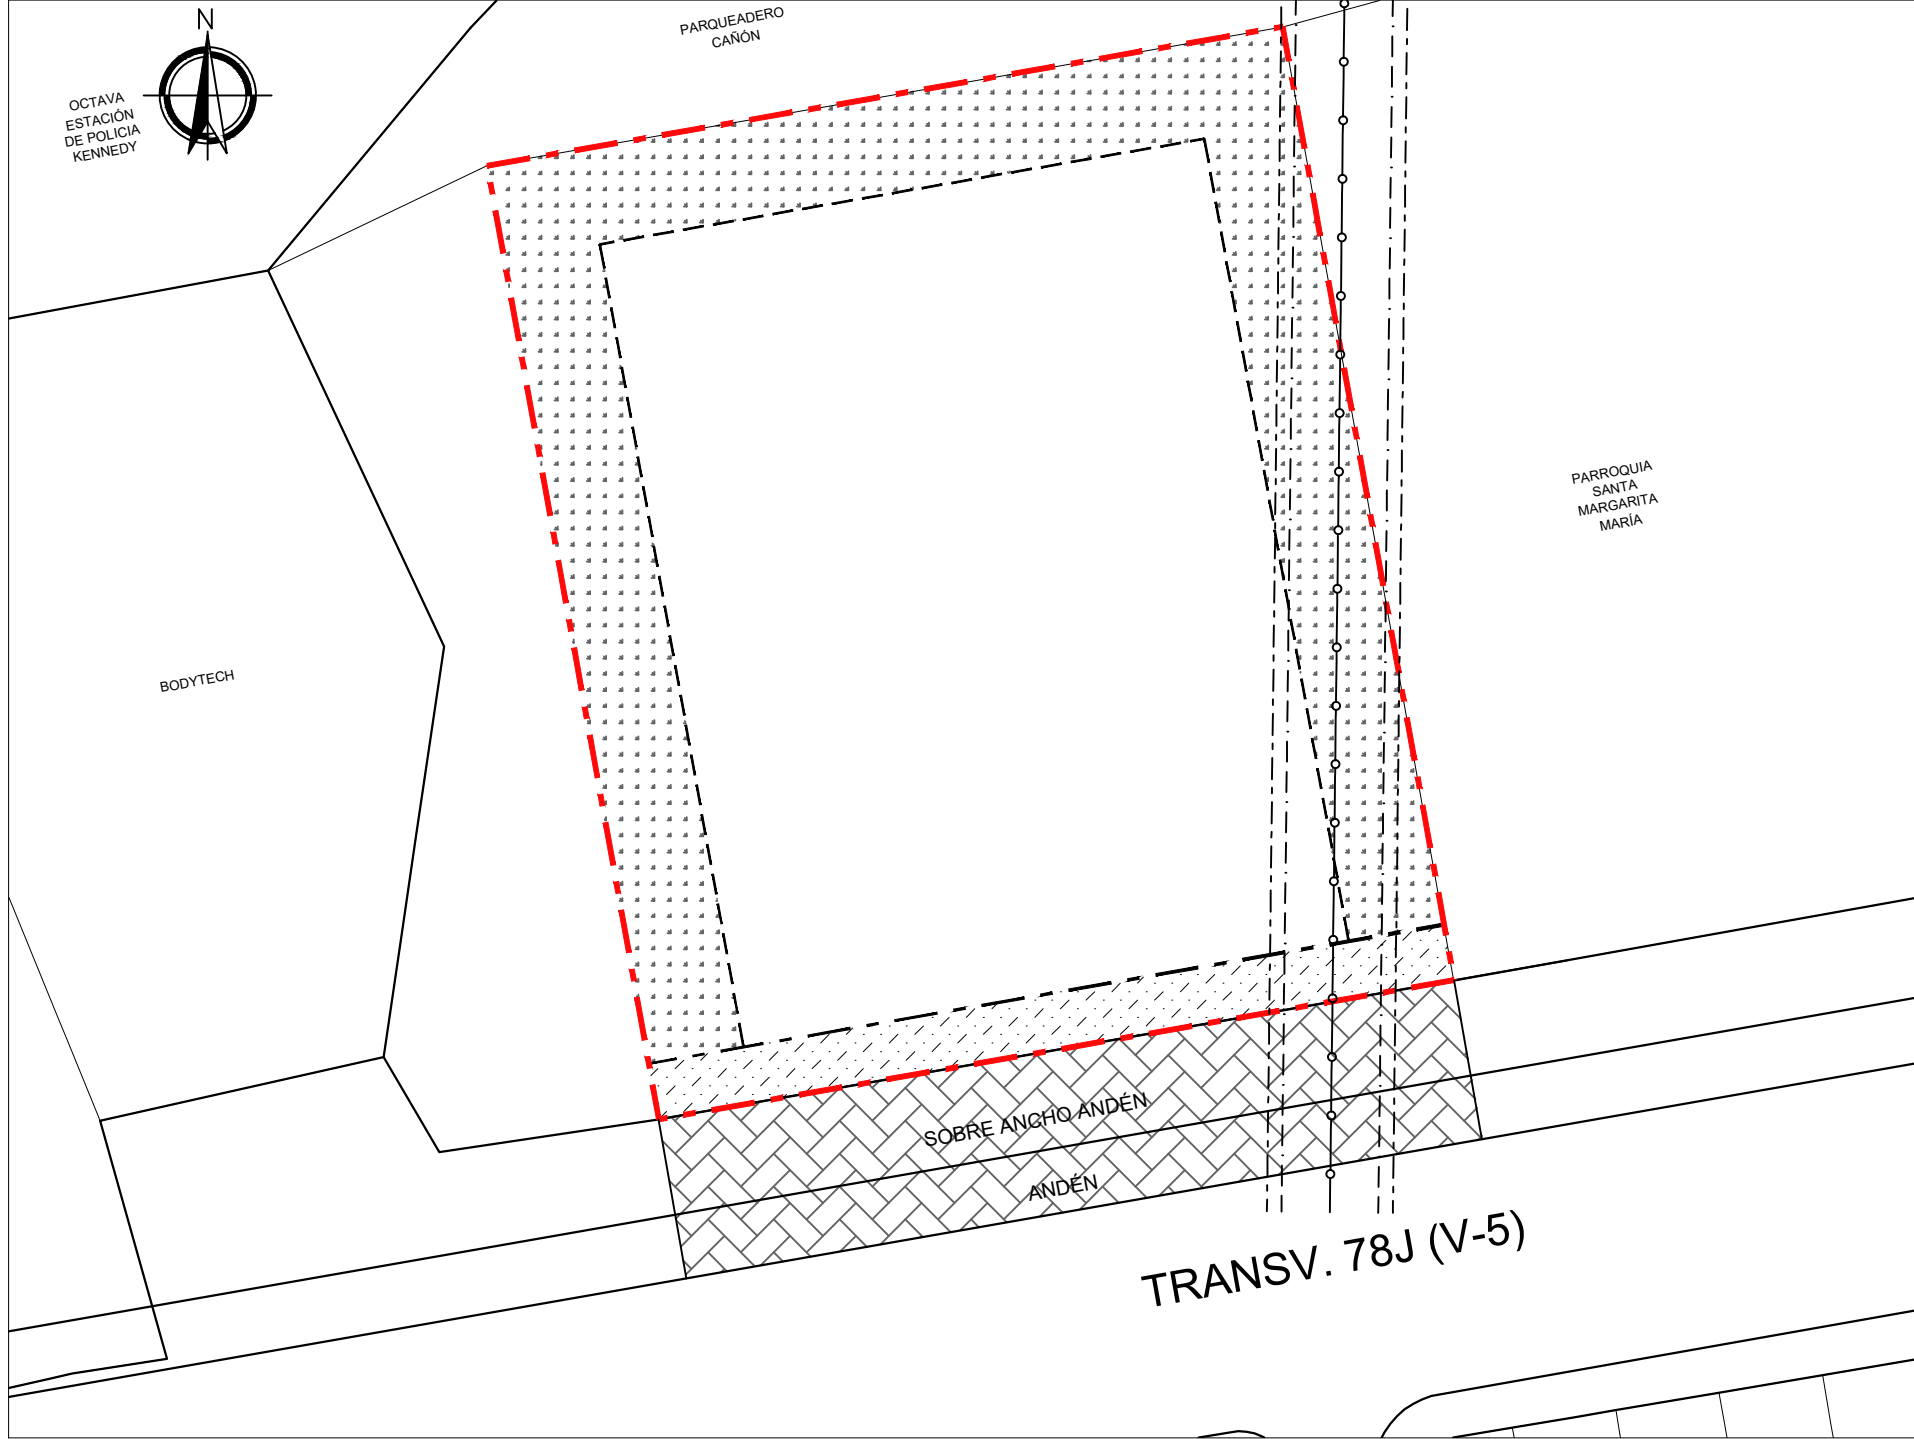 N
PARQUEADERO
CAÑÓN
OCTAVA
ESTACIÓN
DE POLICIA
KENNEDY
PARROQUIA
SANTA
MARGARITA
MARÍA
BODYTECH
SOBRE ANCHO ANDÉN
ANDÉN
TRANSV. 78J (V-5)